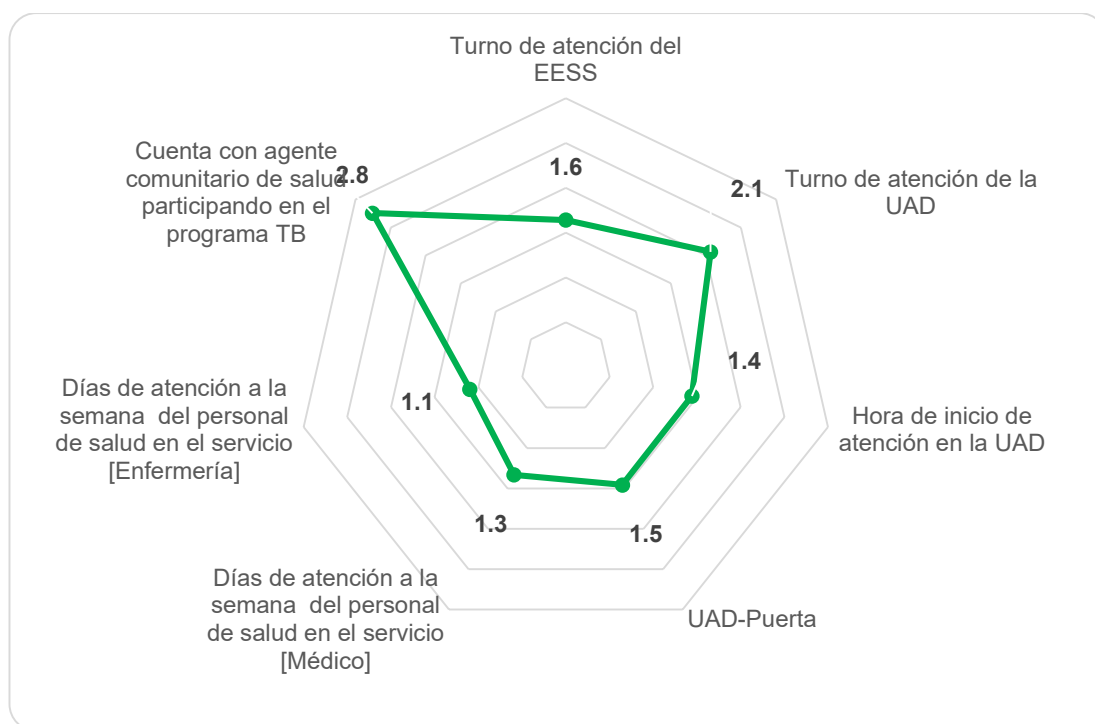 Turno de atención del
EESS
1.6
2.1
Turno de atención de la
UAD
1.4
Hora de inicio de
atención en la UAD
1.5
UAD-Puerta
1.3
Días de atención a la
semana  del personal
de salud en el servicio
[Médico]
1.1
Días de atención a la
semana  del personal
de salud en el servicio
[Enfermería]
2.8
Cuenta con agente
comunitario de salud
participando en el
programa TB